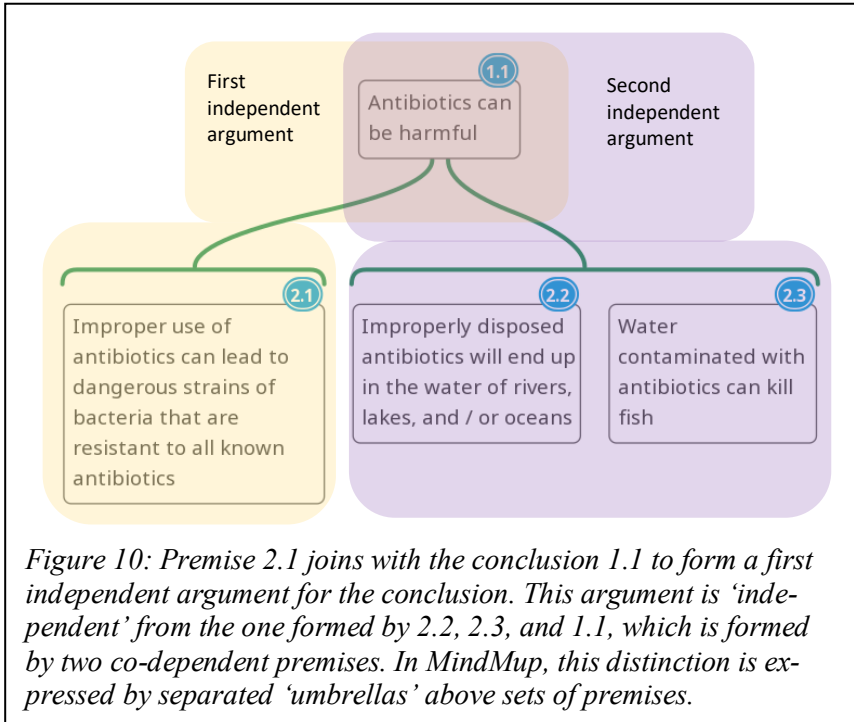 1.1
First
independent
argument
Antibiotics can
be harmful
Second
independent
argument
2.1
Improper use of
antibiotics can lead to
dangerous strains of
bacteria that are
resistant to all known
antibiotics
2.2
Improperly disposed
antibiotics will end up
in the water of rivers,
lakes, and / or oceans
2.3
Water
contaminated with
antibiotics can kill
fish
Figure 10: Premise 2.1 joins with the conclusion 1.1 to form a first
independent argument for the conclusion. This argument is ‘inde-
pendent’ from the one formed by 2.2, 2.3, and 1.1, which is formed
by two co-dependent premises. In MindMup, this distinction is ex-
pressed by separated ‘umbrellas’ above sets of premises.